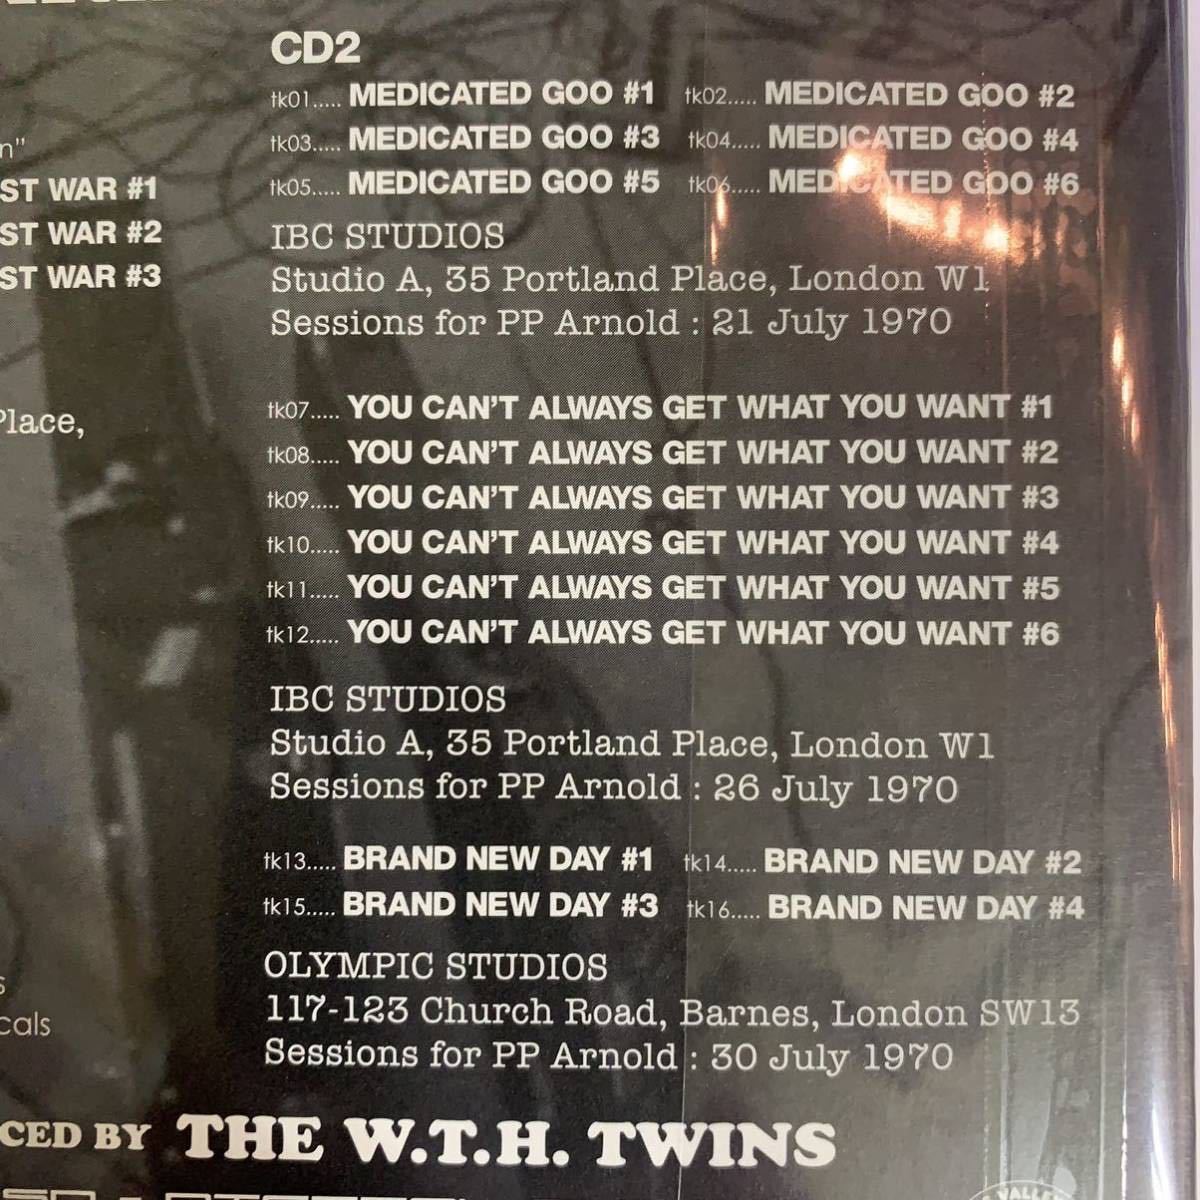 CD2
tk01..... MEDICATED GOO #1 tk02..... MEDICATED GOO #2
tk03..... MEDICATED GOO #3 tk04..... MEDICATED GOO #4
tk05..... MEDICATED GOO #5 tk06..... MEDICATED GOO #6
IBC STUDIOS
Studio A, 35 Portland Place, London W1
Sessions for PP Arnold : 21 July 1970
tk07..... YOU CAN'T ALWAYS GET WHAT YOU WANT #1
tk08..... YOU CAN'T ALWAYS GET WHAT YOU WANT #2
tk09..... YOU CAN'T ALWAYS GET WHAT YOU WANT #3
tk10..... YOU CAN'T ALWAYS GET WHAT YOU WANT #4
tk11..... YOU CAN'T ALWAYS GET WHAT YOU WANT #5
tk12..... YOU CAN'T ALWAYS GET WHAT YOU WANT #6
IBC STUDIOS
Studio A, 35 Portland Place, London W1
Sessions for PP Arnold : 26 July 1970
tk13..... BRAND NEW DAY #1 tk14..... BRAND NEW DAY #2
tk15..... BRAND NEW DAY #3 tk16..... BRAND NEW DAY #4
OLYMPIC STUDIOS
117-123 Church Road, Barnes, London SW13
Sessions for PP Arnold : 30 July 1970
n"
ST WAR #1
ST WAR #2
ST WAR #3
Place,
s
cals
CED BY THE W.T.H. TWINS